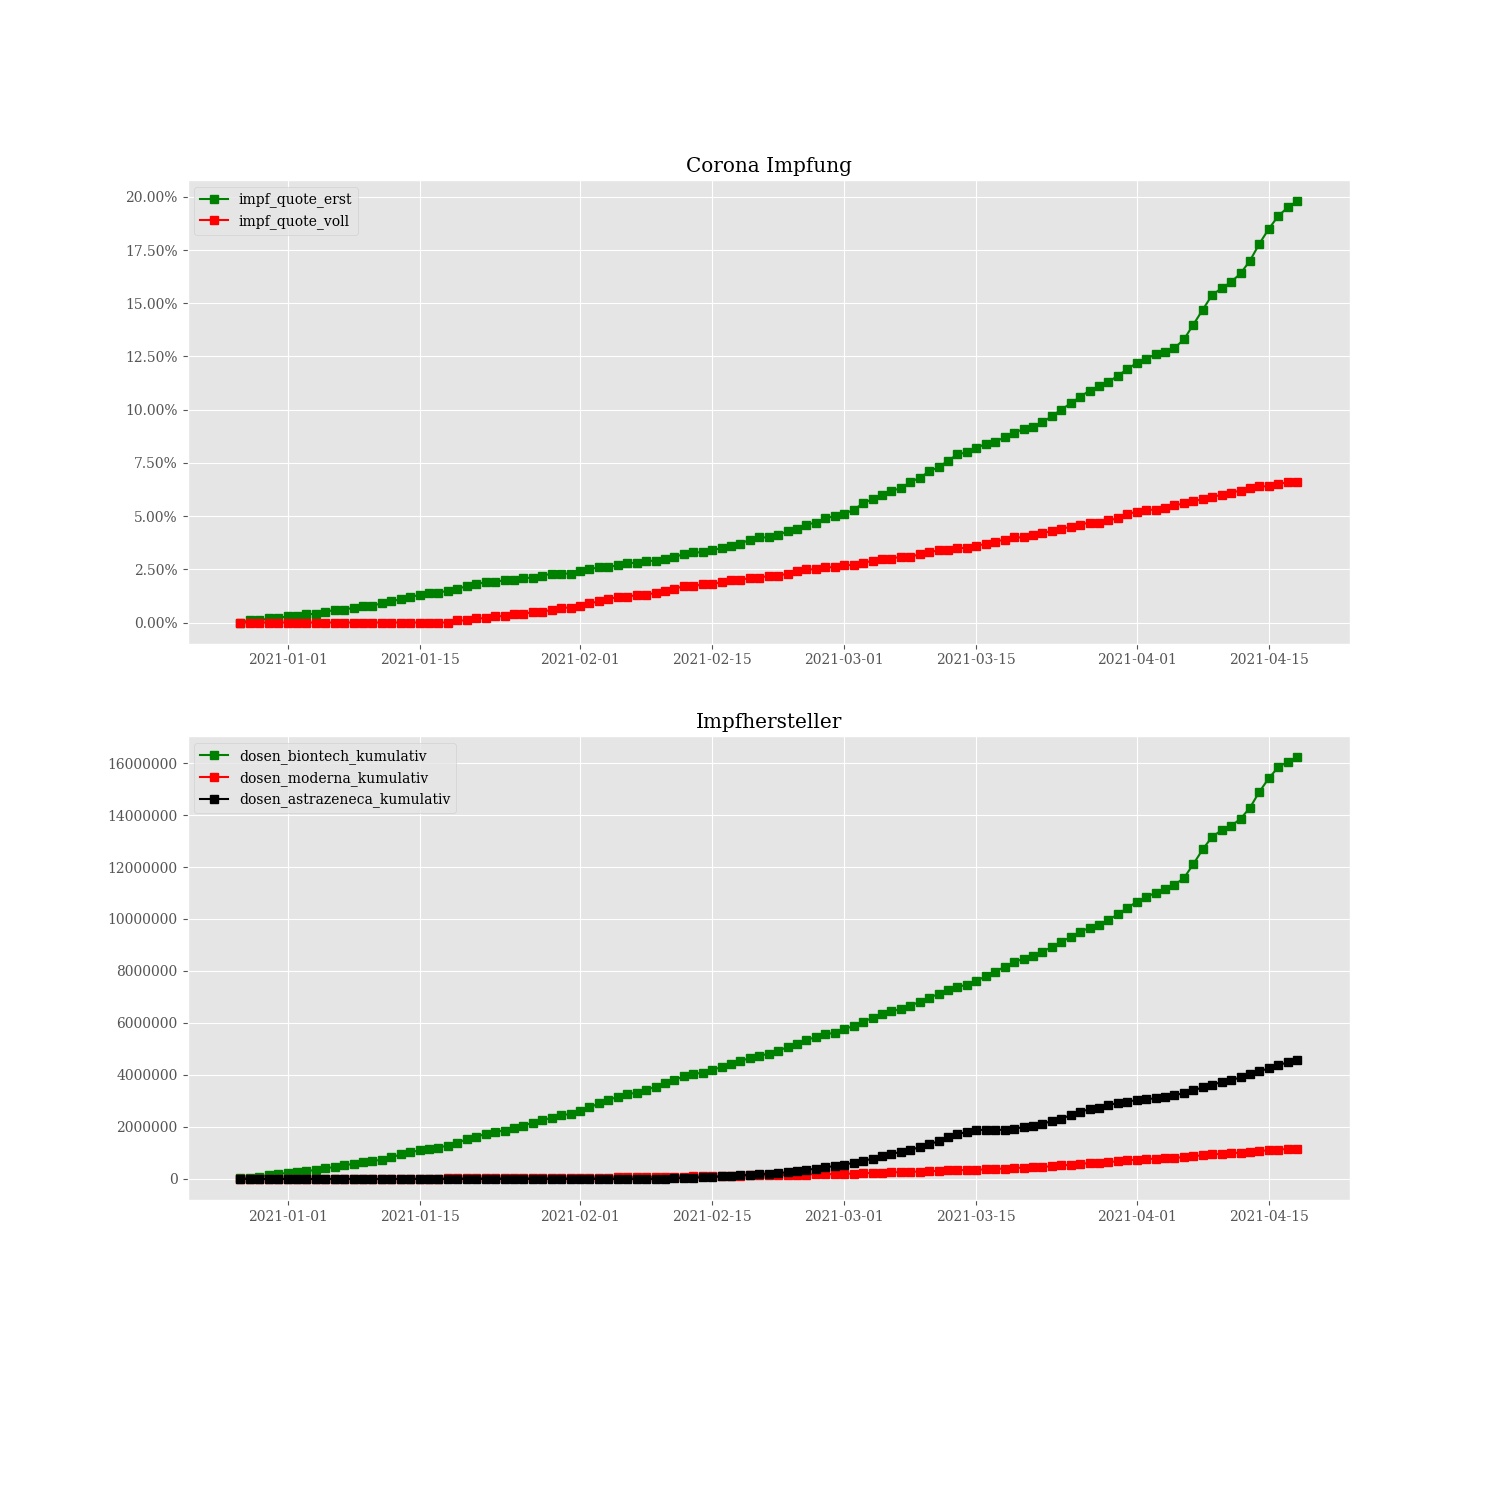 Corona Impfung
impf_quote_erst
impf_quote_voll
20.00%
17.50%
15.00%
12.50%
10.00%
7.50%
5.00%
2.50%
0.00%
2021-01-01 2021-01-15 2021-02-01 2021-02-15 2021-03-01 2021-03-15 2021-04-01 2021-04-15
Impfhersteller
dosen_biontech_kumulativ
dosen_moderna_kumulativ
dosen_astrazeneca_kumulativ
16000000
14000000
12000000
10000000
8000000
6000000
4000000
2000000
0
2021-01-01 2021-01-15 2021-02-01 2021-02-15 2021-03-01 2021-03-15 2021-04-01 2021-04-15